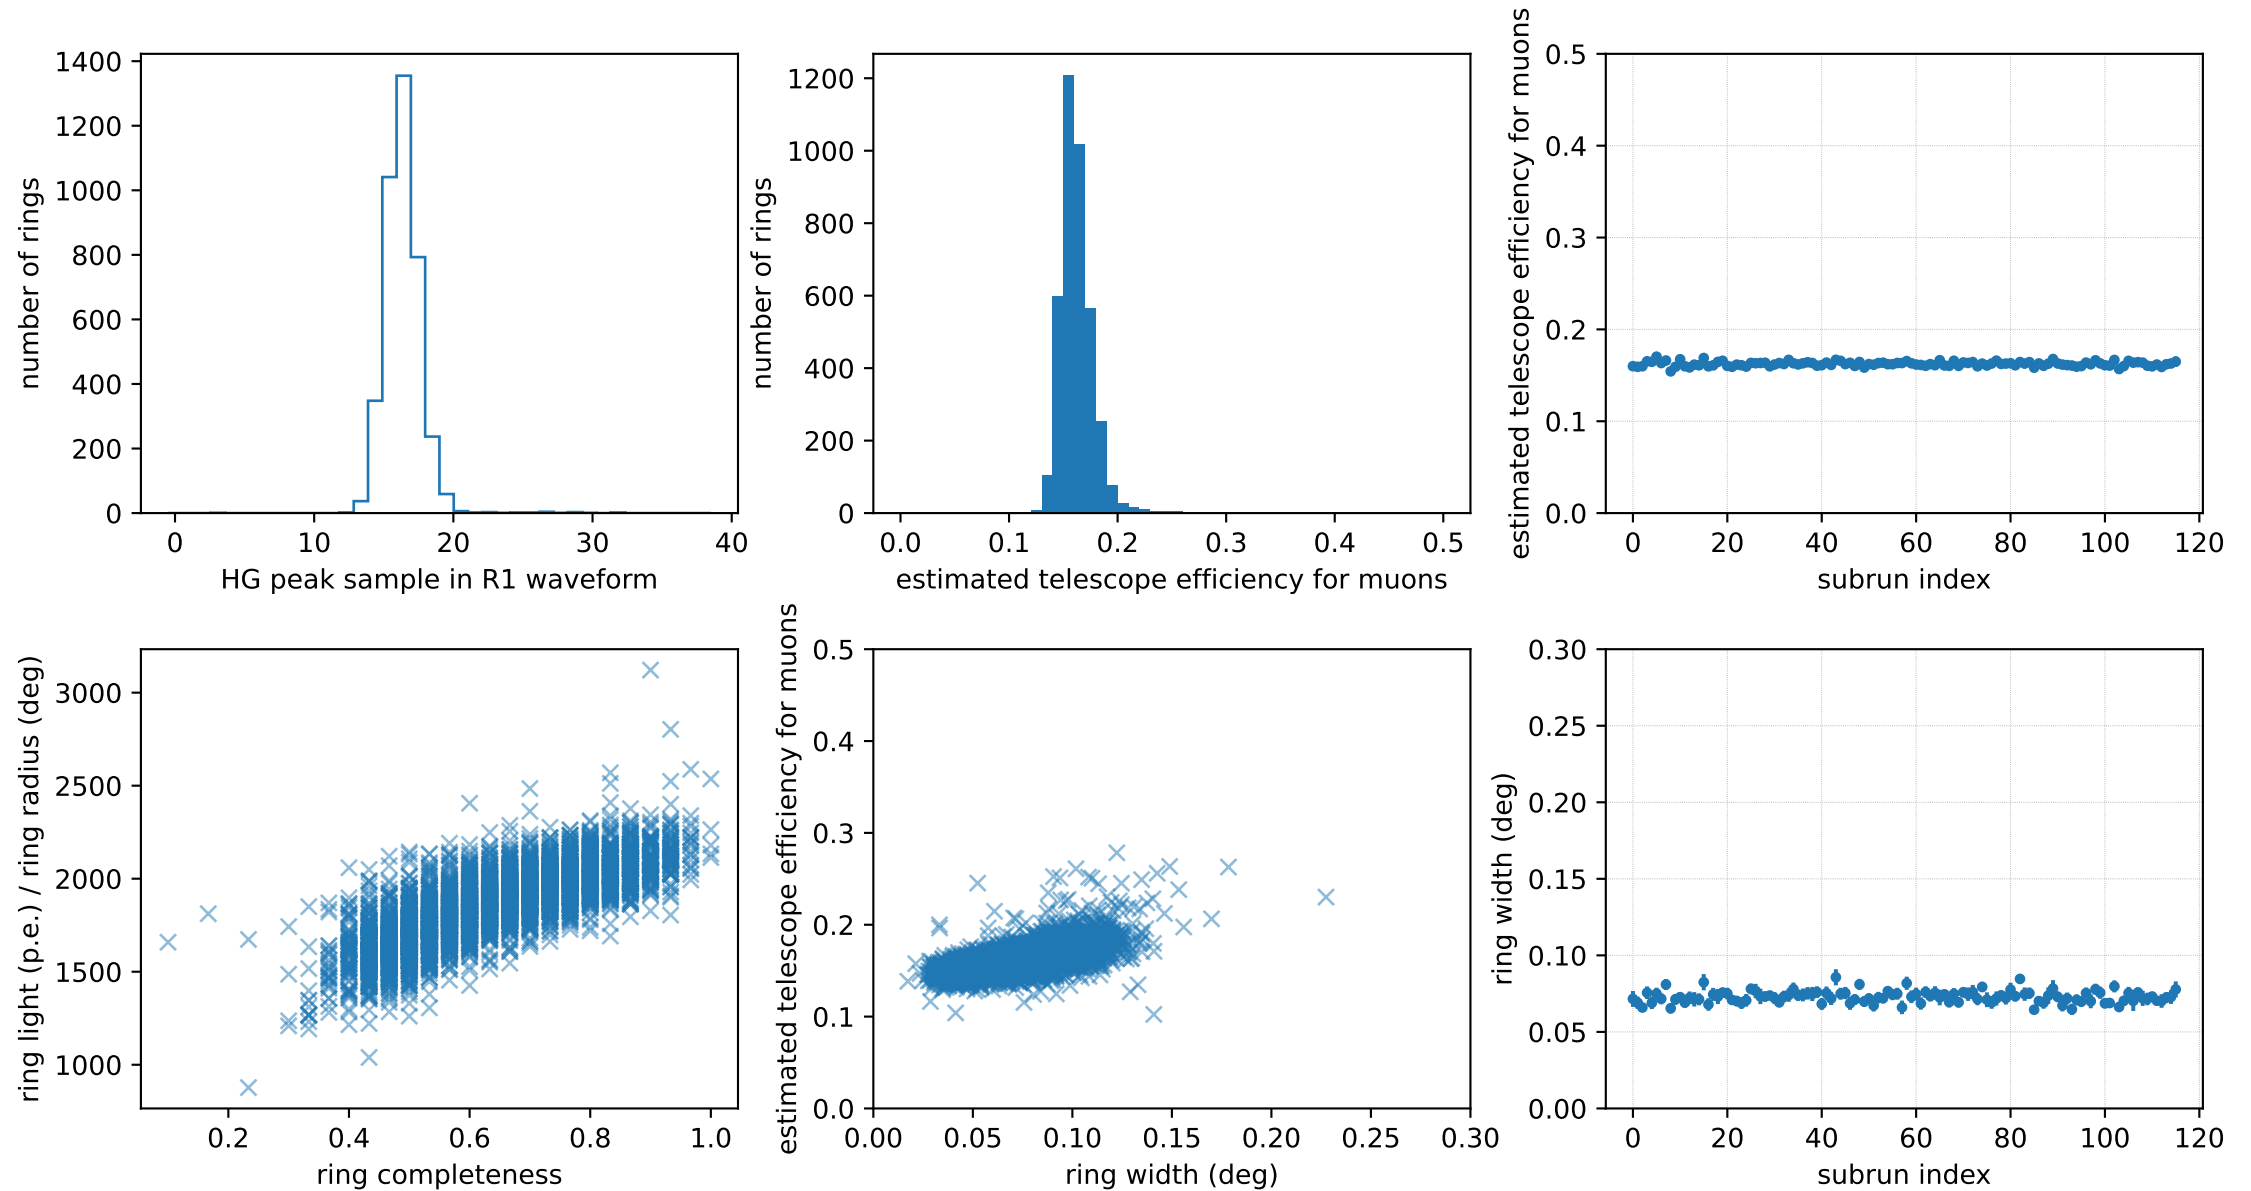 1400
1200
1000
800
600
400
200
0
number of rings
0 10 20 30 40
HG peak sample in R1 waveform
1200
1000
800
600
400
200
0
number of rings
0.0 0.1 0.2 0.3 0.4 0.5
estimated telescope efficiency for muons
0.5
0.4
0.3
0.2
0.1
0.0
estimated telescope efficiency for muons
0 20 40 60 80 100 120
subrun index
3000
2500
2000
1500
1000
ring light (p.e.) / ring radius (deg)
0.2 0.4 0.6 0.8 1.0
ring completeness
0.5
0.4
0.3
0.2
0.1
0.0
estimated telescope efficiency for muons
0.00 0.05 0.10 0.15 0.20 0.25 0.30
ring width (deg)
0.30
0.25
0.20
0.15
0.10
0.05
0.00
ring width (deg)
0 20 40 60 80 100 120
subrun index